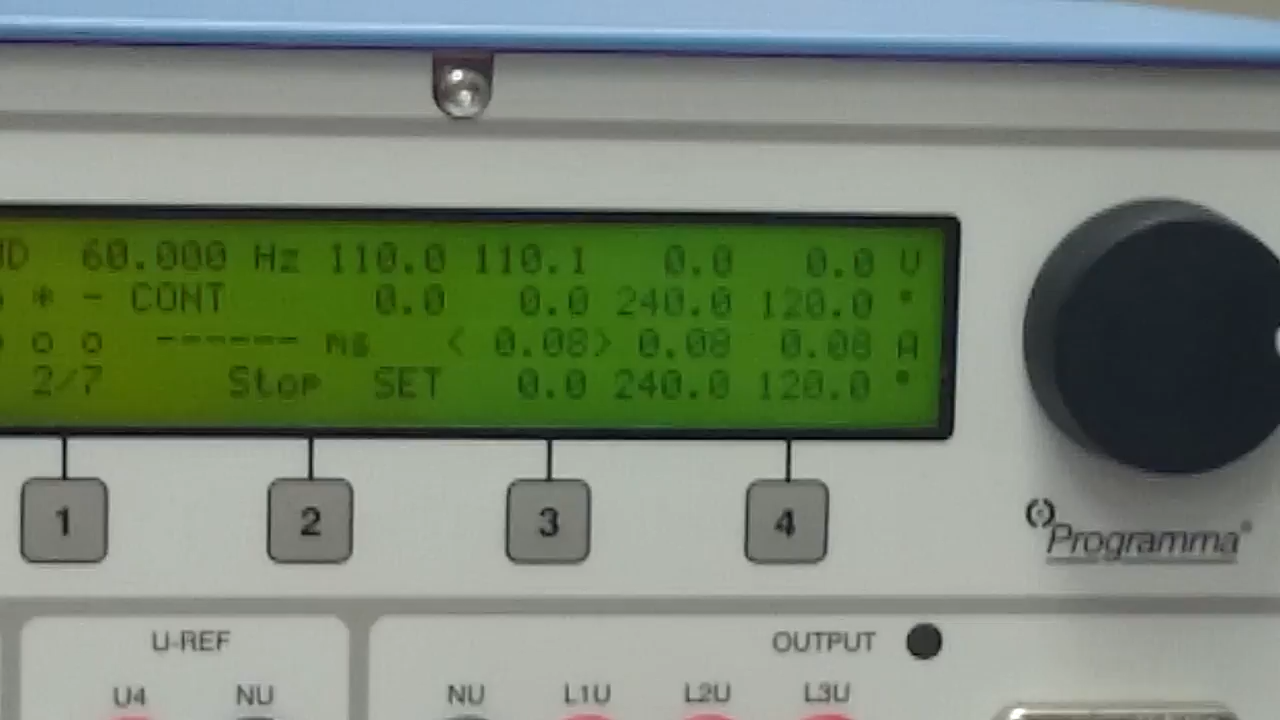 60.000 Hz 110.0 110.1 0.0 0.0 V
* - CONT 0.0 0.0 240.0 120.0 °
o o ------ ms < 0.08> 0.08 0.08 A
2/7 Stop SET 0.0 240.0 120.0 °
1 2 3 4
Programma®
U-REF OUTPUT
U4 NU NU L1U L2U L3U